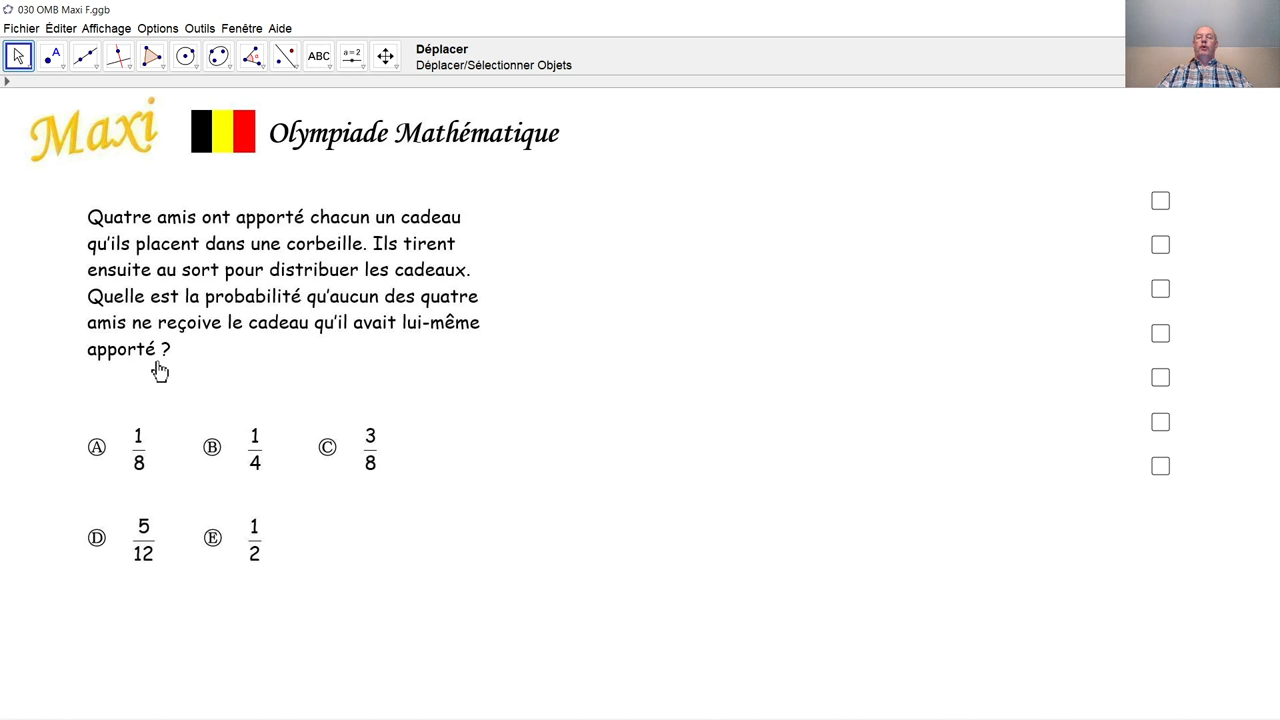 030 OMB Maxi F.ggb
Fichier Éditer Affichage Options Outils Fenêtre Aide
A
ABC
a=2
Déplacer
Déplacer/Sélectionner Objets
Maxi
Olympiade Mathématique
Quatre amis ont apporté chacun un cadeau
qu'ils placent dans une corbeille. Ils tirent
ensuite au sort pour distribuer les cadeaux.
Quelle est la probabilité qu'aucun des quatre
amis ne reçoive le cadeau qu'il avait lui-même
apporté ?
Ⓐ 1/8 Ⓑ 1/4 Ⓒ 3/8
Ⓓ 5/12 Ⓔ 1/2